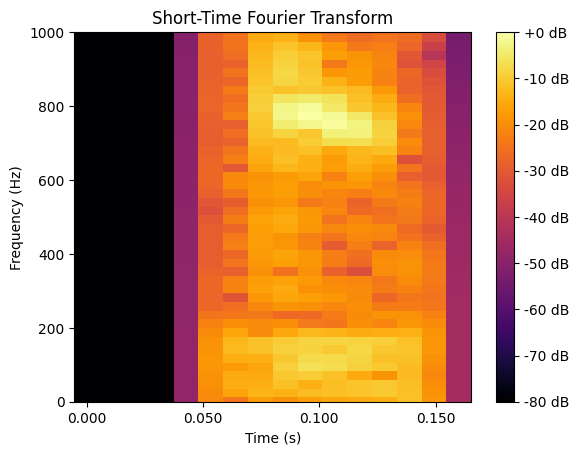 Short-Time Fourier Transform
1000
800
600
400
200
0
Frequency (Hz)
0.000
0.050
0.100
0.150
Time (s)
+0 dB
-10 dB
-20 dB
-30 dB
-40 dB
-50 dB
-60 dB
-70 dB
-80 dB